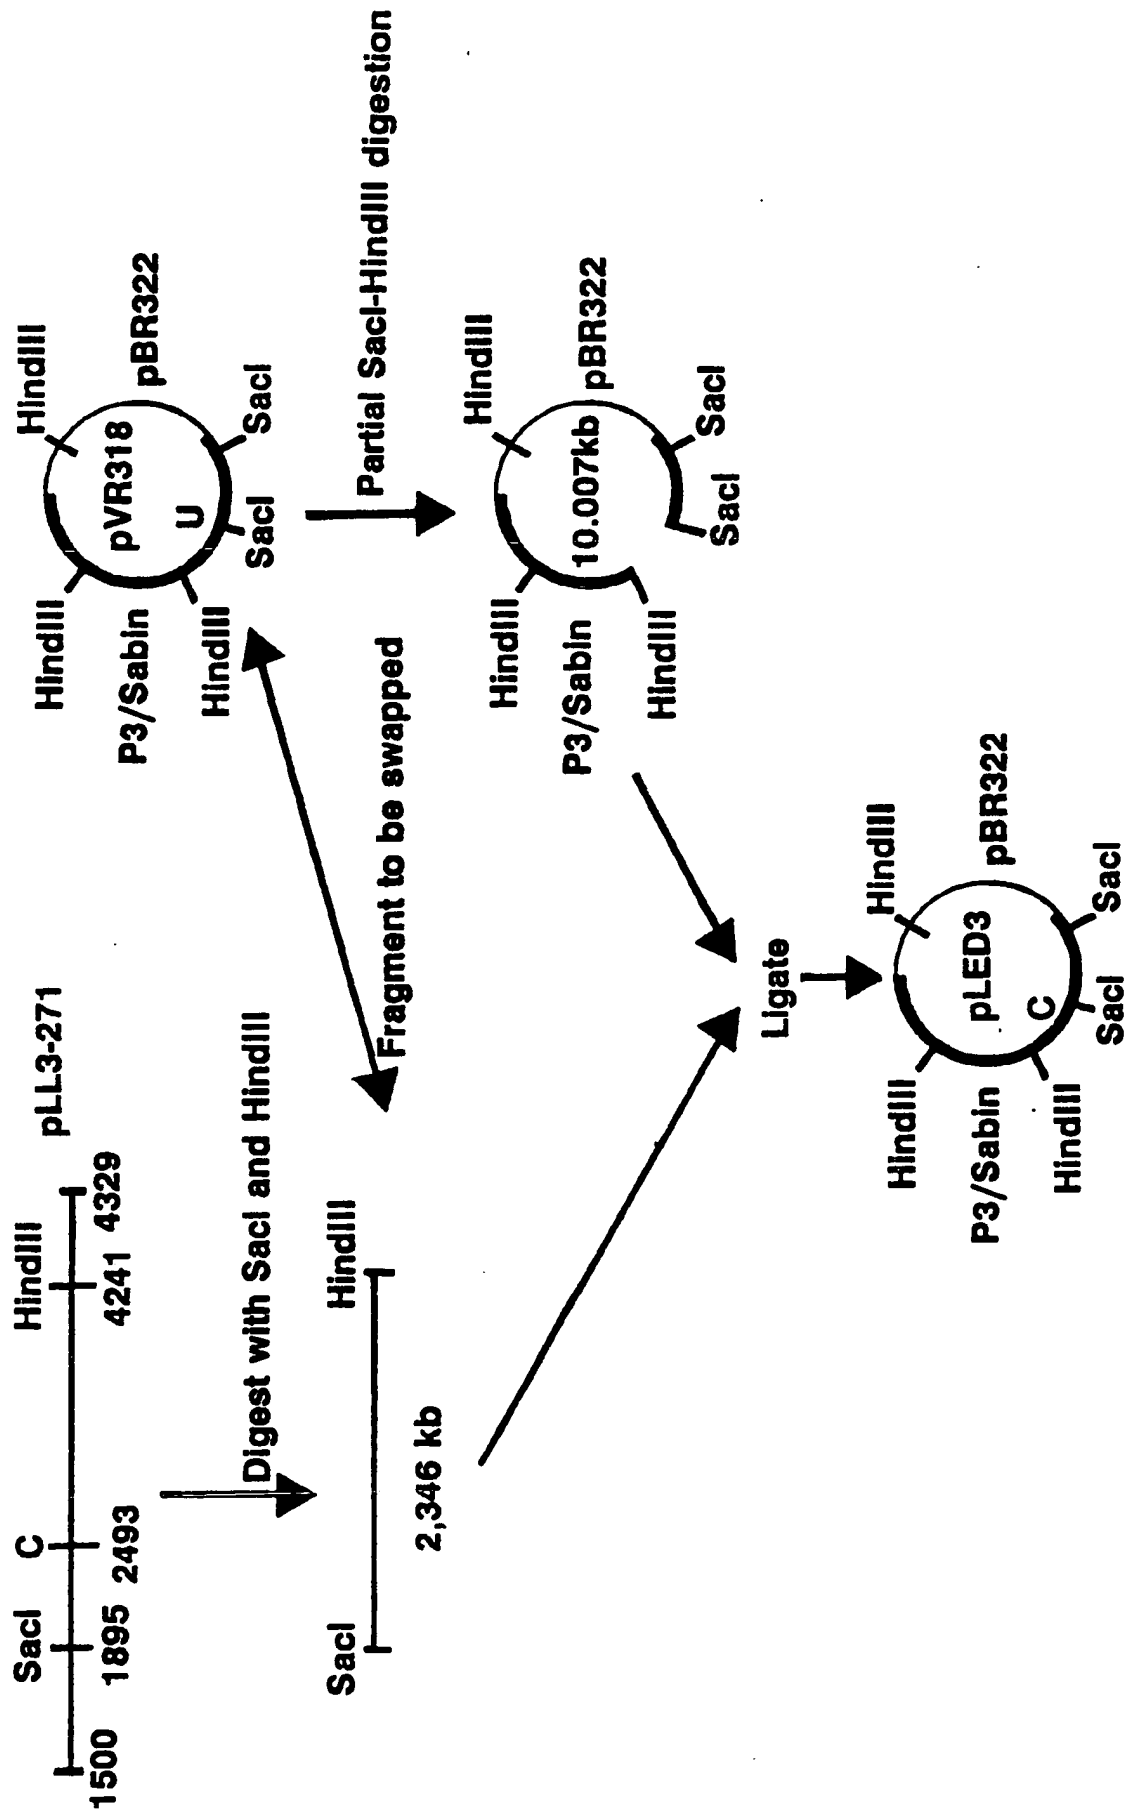 pLL3-271
SacI
C
HindIII
1500
1895
2493
4241
4329
Digest with SacI and HindIII
SacI
HindIII
2,346 kb
Fragment to be swapped
HindIII
HindIII
pVR318
pBR322
P3/Sabin
U
HindIII
SacI
SacI
Partial SacI-HindIII digestion
HindIII
HindIII
10.007kb
pBR322
P3/Sabin
HindIII
SacI
SacI
Ligate
HindIII
HindIII
pLED3
pBR322
P3/Sabin
C
HindIII
SacI
SacI